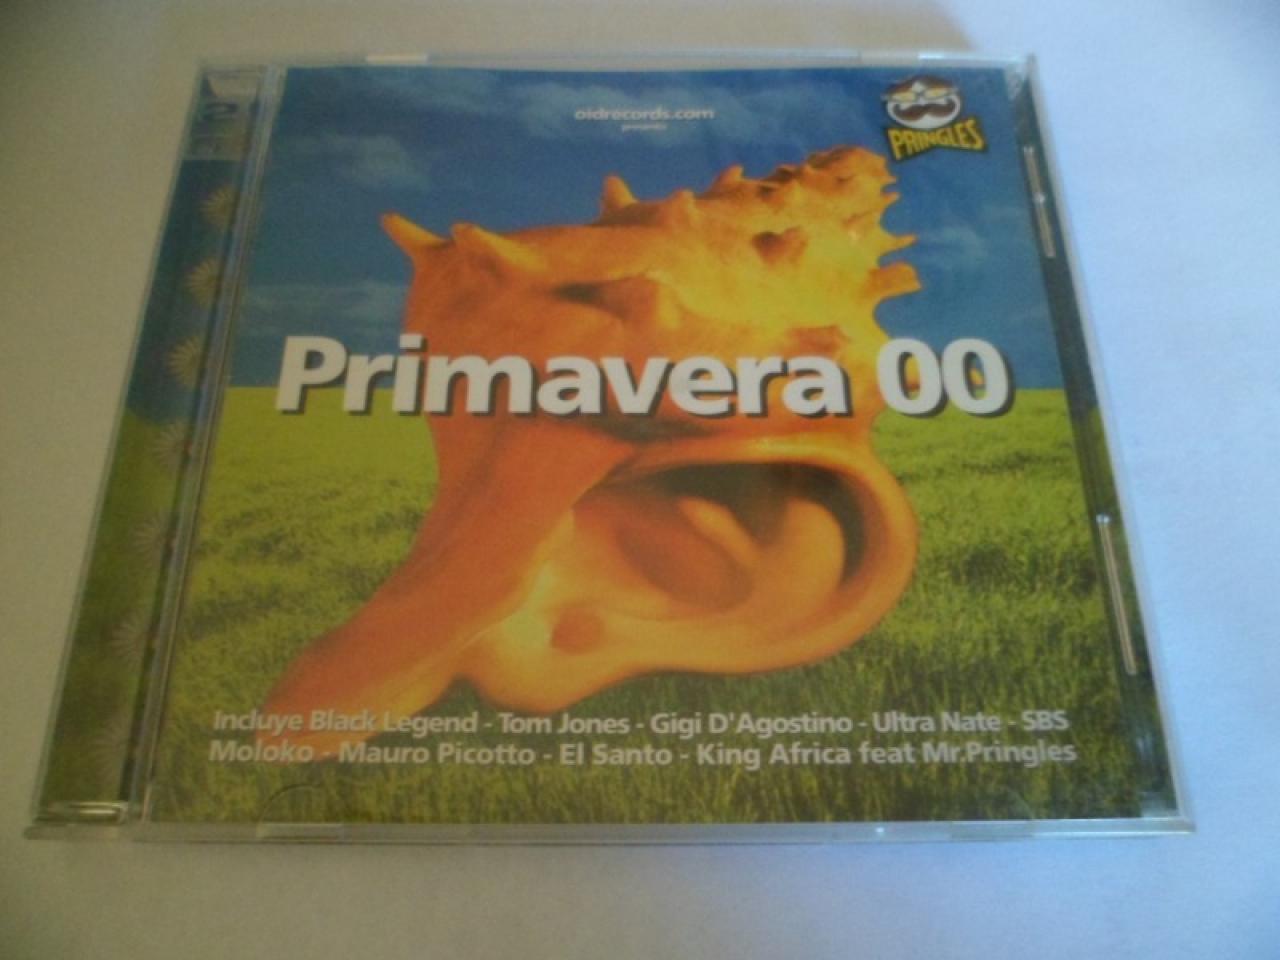 oidrecords.com
presenta
PRINGLES
Primavera 00
Incluye Black Legend - Tom Jones - Gigi D'Agostino - Ultra Nate - SBS
Moloko - Mauro Picotto - El Santo - King Africa feat Mr.Pringles